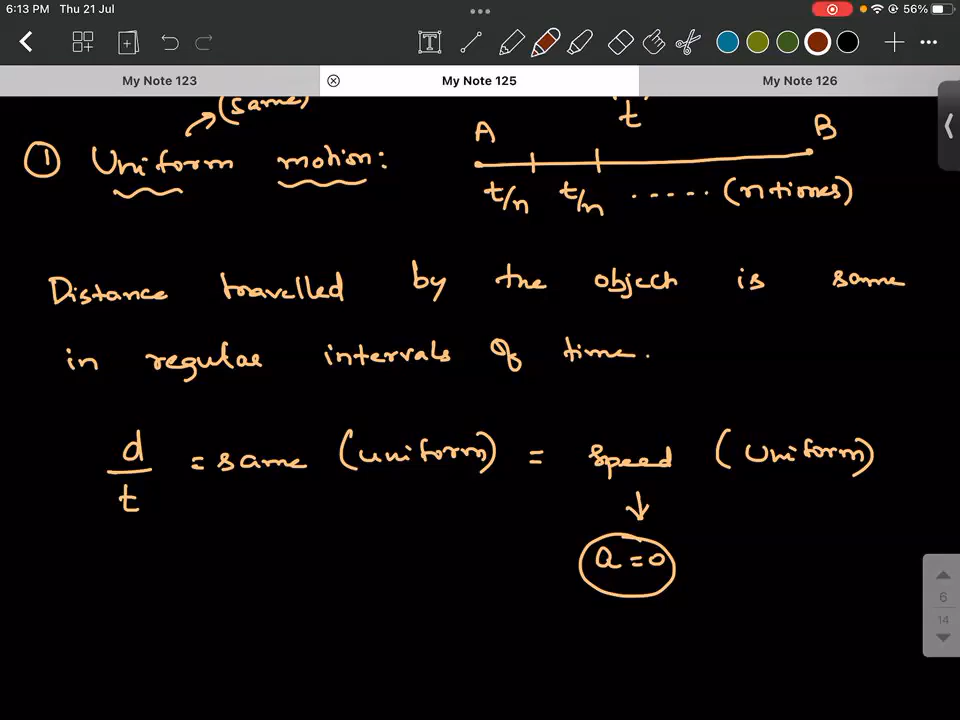 6:13 PM Thu 21 Jul
56%
My Note 123
My Note 125
My Note 126
(same)
t
① Uniform motion:
A B
t/n t/n ...... (n times)
Distance travelled by the object is same
in regular intervals of time.
d/t = same (uniform) = speed (Uniform)
↓
a = 0
6
14